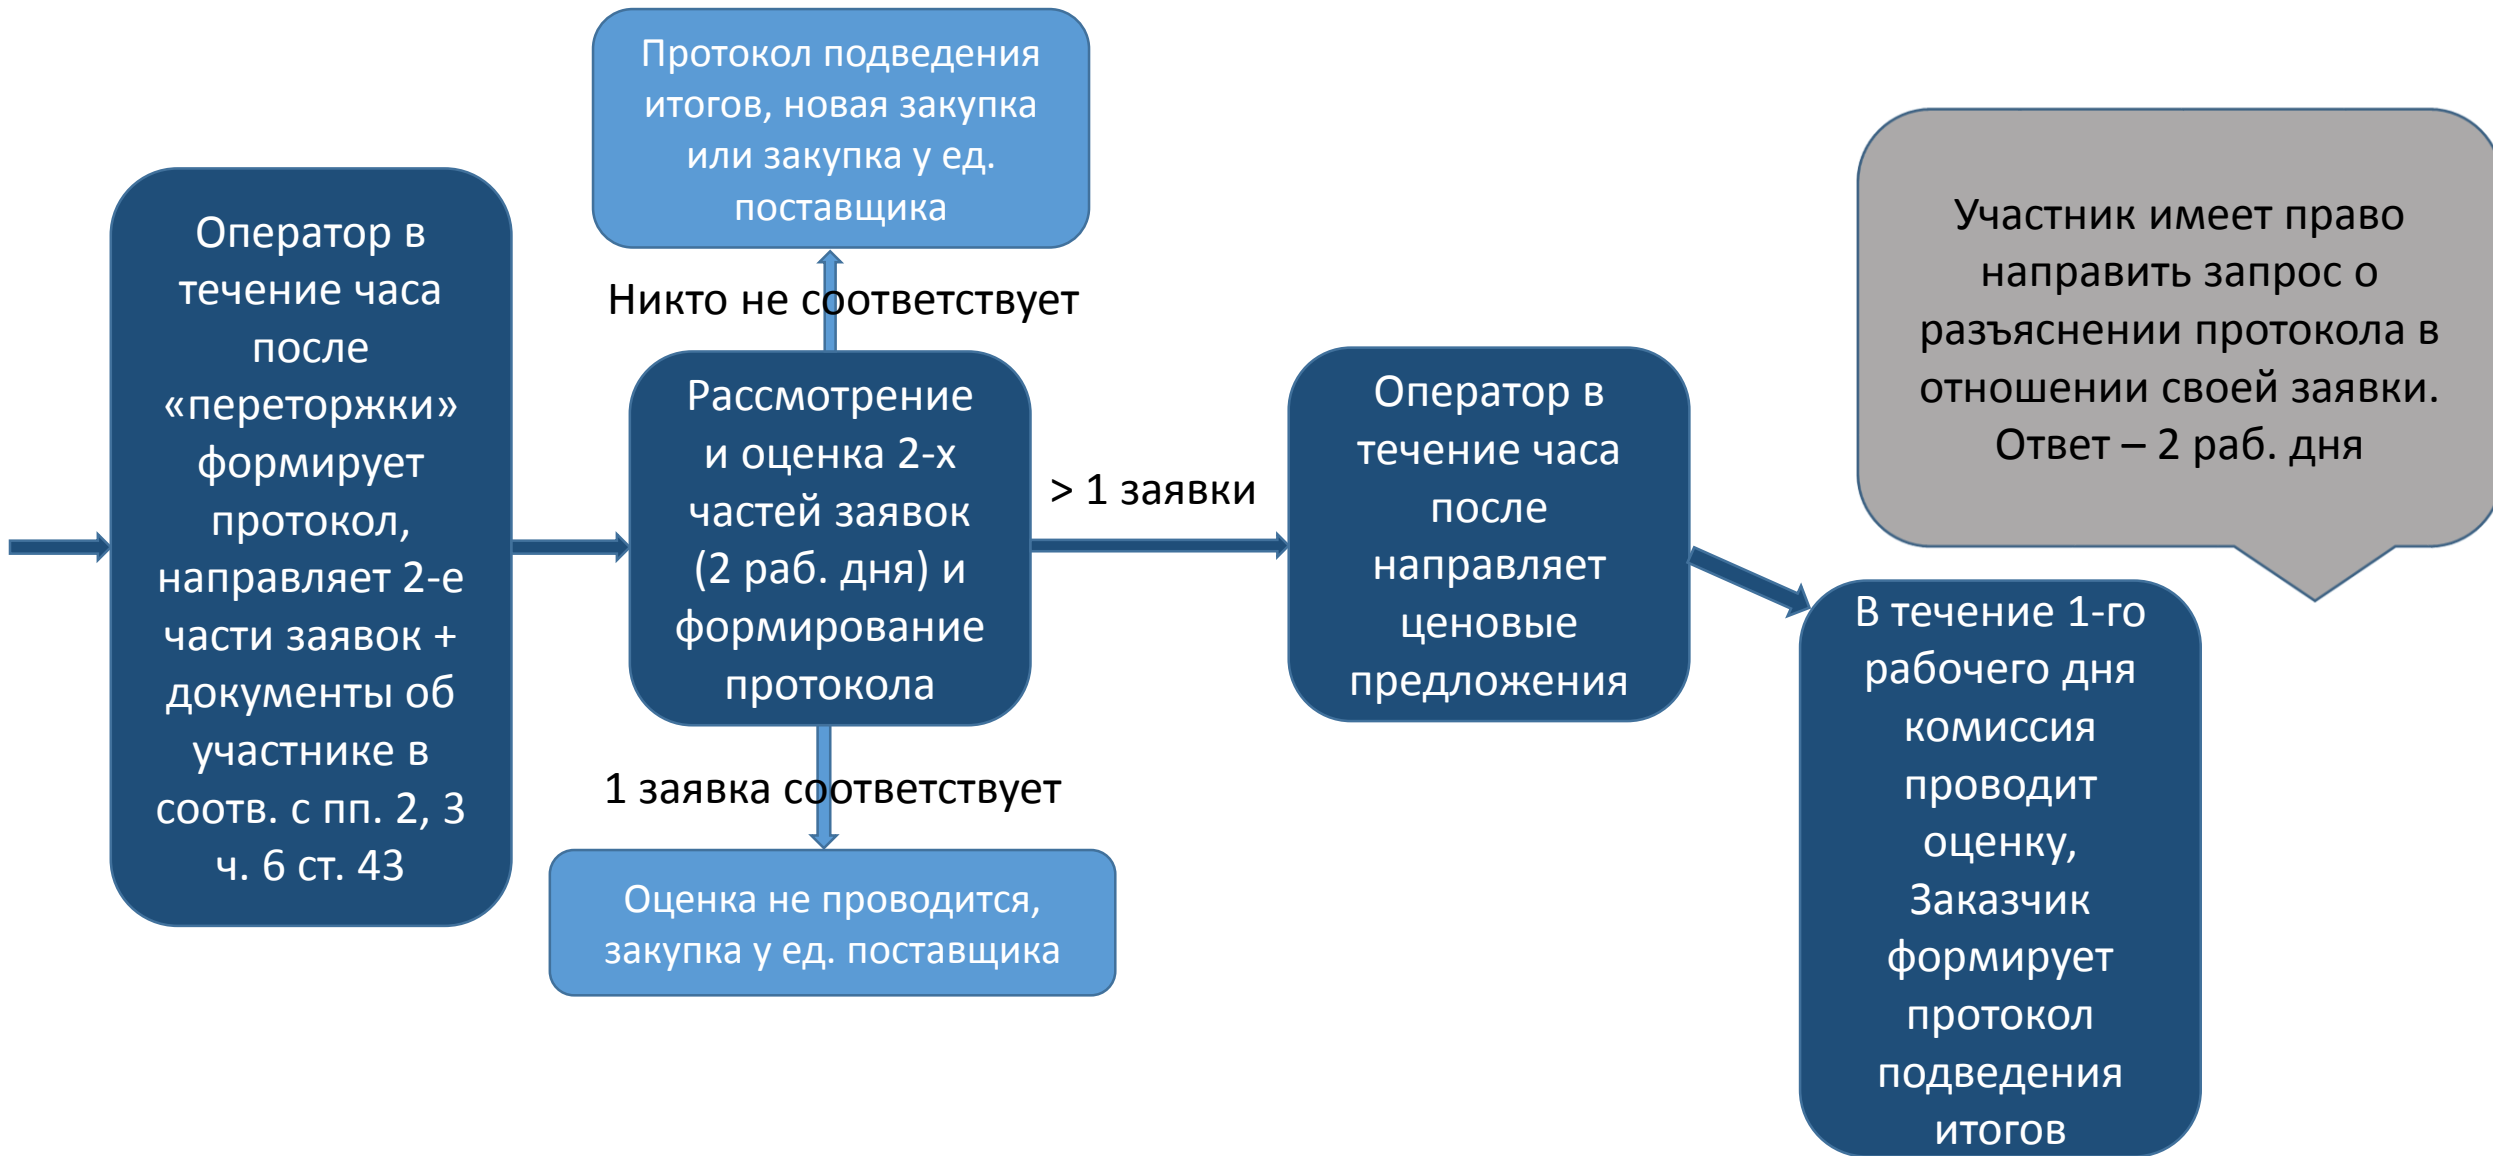 Оператор в
течение часа
после
«переторжки»
формирует
протокол,
направляет 2-е
части заявок +
документы об
участнике в
соотв. с пп. 2, 3
ч. 6 ст. 43
Протокол подведения
итогов, новая закупка
или закупка у ед.
поставщика
Никто не соответствует
Рассмотрение
и оценка 2-х
частей заявок
(2 раб. дня) и
формирование
протокола
1 заявка соответствует
Оценка не проводится,
закупка у ед. поставщика
> 1 заявки
Оператор в
течение часа
после
направляет
ценовые
предложения
Участник имеет право
направить запрос о
разъяснении протокола в
отношении своей заявки.
Ответ – 2 раб. дня
В течение 1-го
рабочего дня
комиссия
проводит
оценку,
Заказчик
формирует
протокол
подведения
итогов